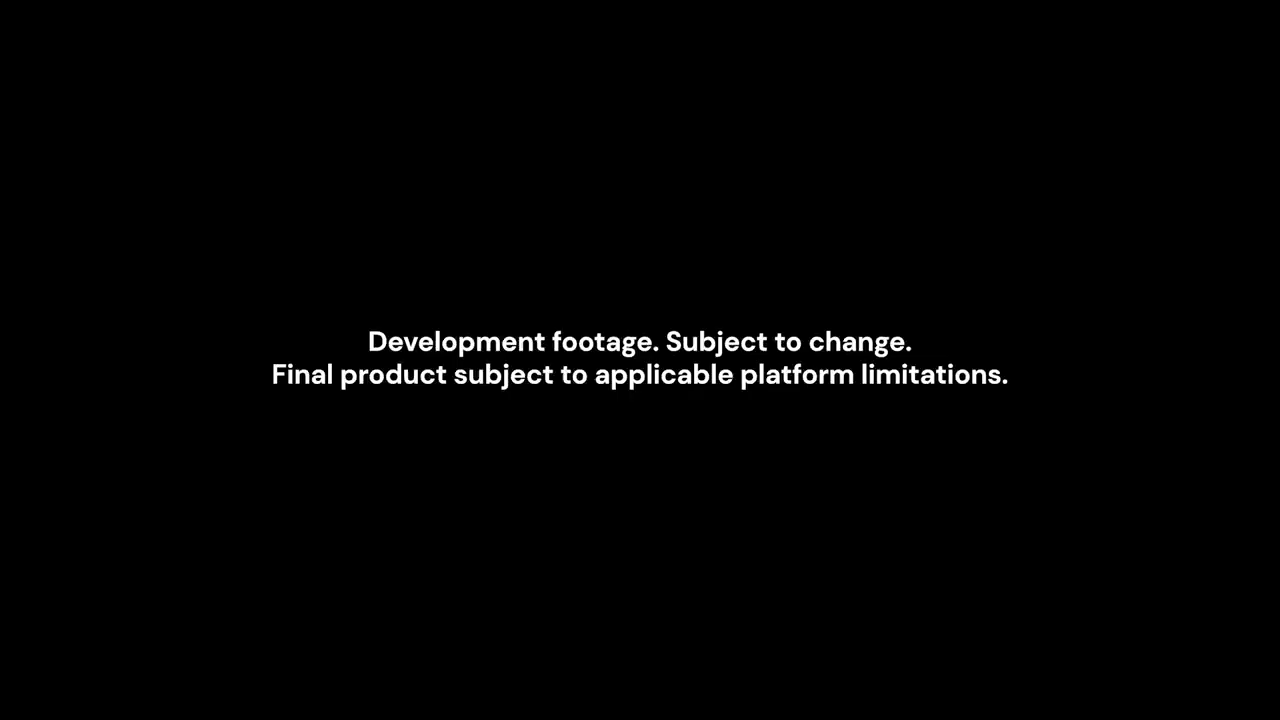 Development footage. Subject to change.
Final product subject to applicable platform limitations.